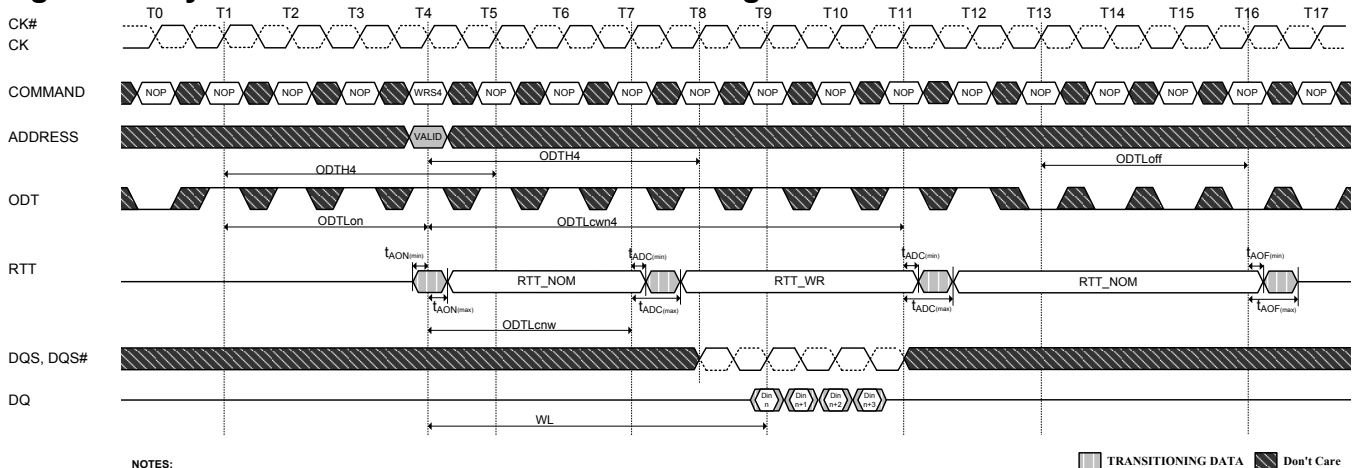 T0 T1 T2 T3 T4 T5 T6 T7 T8 T9 T10 T11 T12 T13 T14 T15 T16 T17
CK#
CK
COMMAND NOP NOP NOP NOP WRS4 NOP NOP NOP NOP NOP NOP NOP NOP NOP NOP NOP NOP NOP
ADDRESS VALID
ODTH4 ODTLoff
ODTH4
ODT
ODTLon ODTLcwn4
tAON(min) tADC(min) tADC(min) tAOF(min)
RTT RTT_NOM RTT_WR RTT_NOM
tAON(max) tADC(max) tADC(max) tAOF(max)
ODTLcnw
DQS, DQS#
DQ Din n Din n+1 Din n+2 Din n+3
WL
NOTES: TRANSITIONING DATA Don't Care